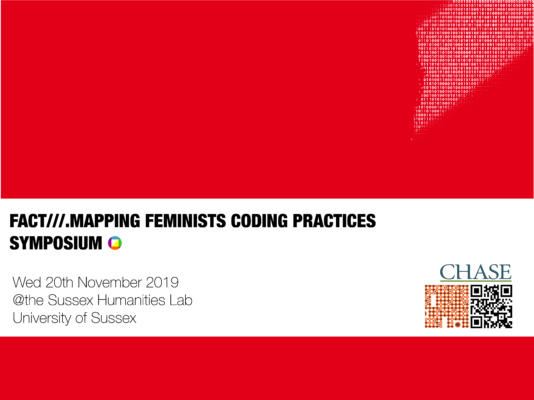 FACT///.MAPPING FEMINISTS CODING PRACTICES
SYMPOSIUM
Wed 20th November 2019
@the Sussex Humanities Lab
University of Sussex
CHASE